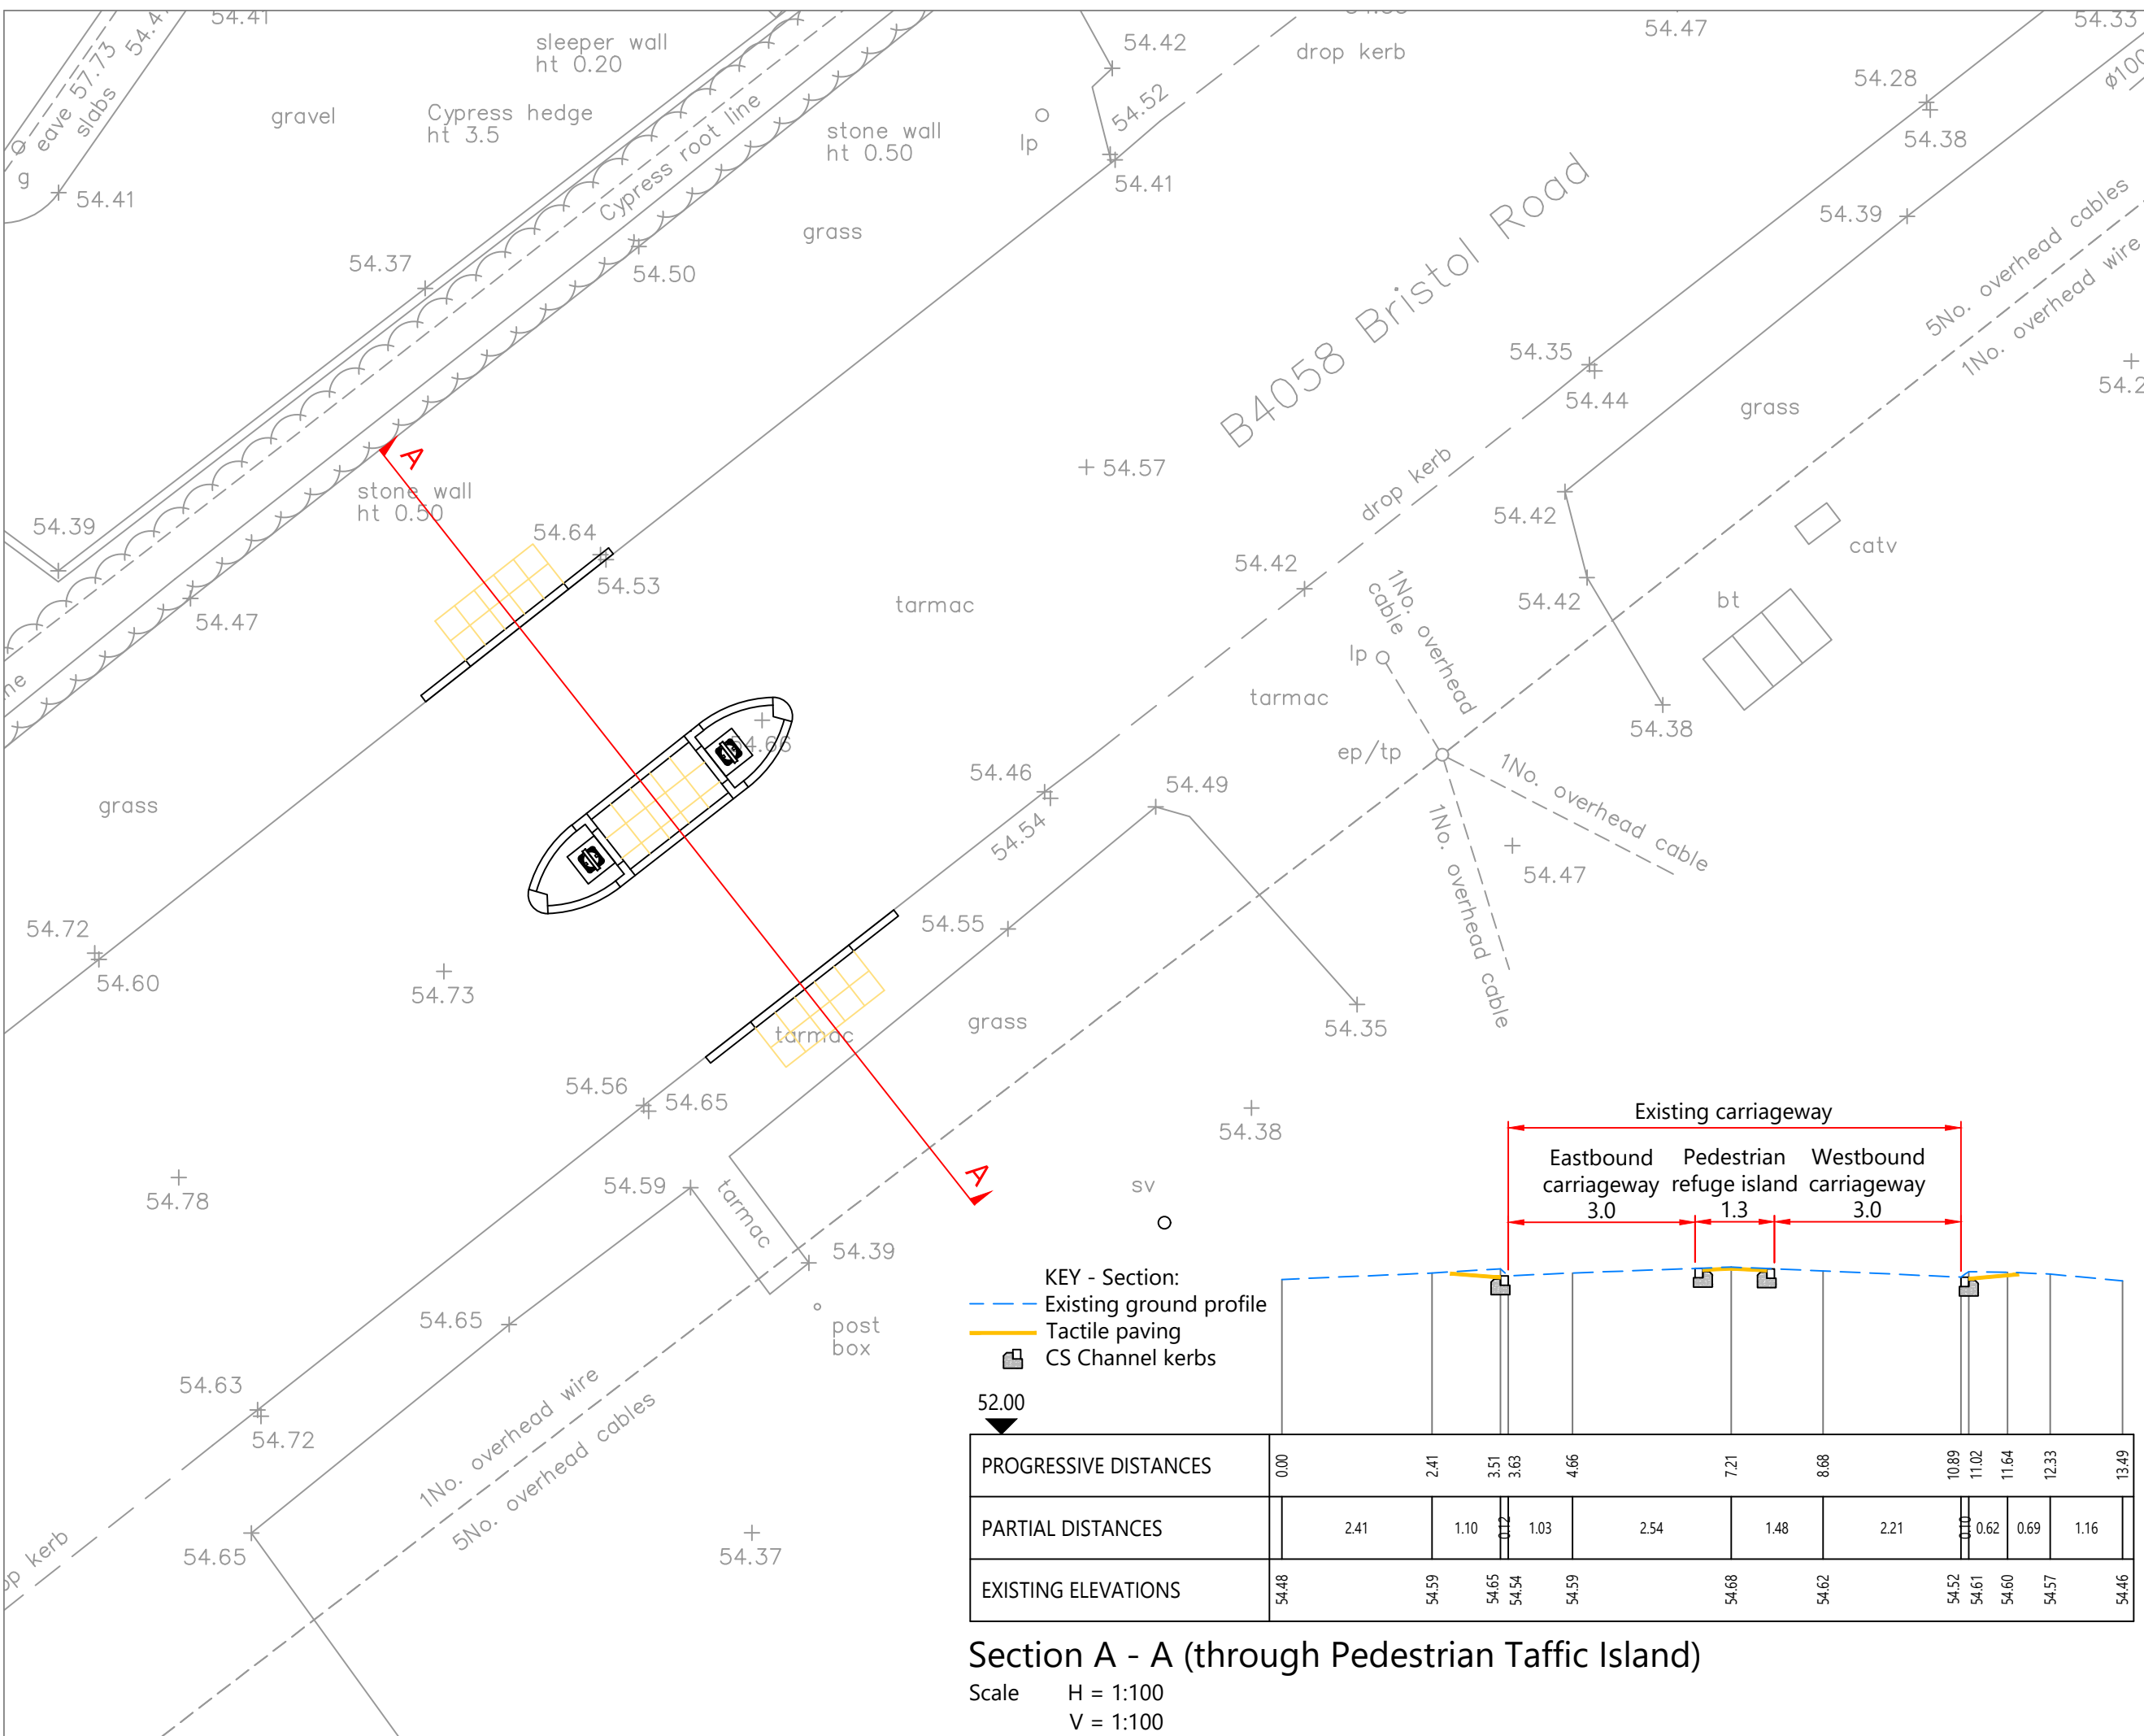 54.41
54.47
54.33
sleeper wall
ht 0.20
54.42
drop kerb
eave 57.73
slabs
gravel
Cypress hedge
ht 3.5
Cypress root line
stone wall
ht 0.50
lp
54.52
54.28
54.38
g
54.41
54.41
54.37
grass
54.50
B4058 Bristol Road
54.39
5No. overhead cables
1No. overhead wire
54.35
54.44
grass
A
54.57
drop kerb
stone wall
ht 0.50
54.39
54.64
54.53
54.42
54.42
catv
54.47
tarmac
1No. overhead
cable
54.42
bt
lp
tarmac
54.38
54.66
ep/tp
1No. overhead cable
54.46
54.49
grass
54.54
1No. overhead cable
54.47
54.72
54.60
54.73
54.55
grass
tarmac
54.35
54.56
54.65
54.38
54.78
54.59
A
sv
tarmac
54.39
54.65
post
box
54.63
54.72
1No. overhead wire
5No. overhead cables
54.65
54.37
Existing carriageway
Eastbound
carriageway
3.0
Pedestrian
refuge island
1.3
Westbound
carriageway
3.0
KEY - Section:
Existing ground profile
Tactile paving
CS Channel kerbs
52.00
PROGRESSIVE DISTANCES 0.00 2.41 3.51 3.63 4.66 7.21 8.68 10.89 11.02 11.64 12.33 13.49
PARTIAL DISTANCES 2.41 1.10 0.12 1.03 2.54 1.48 2.21 0.10 0.62 0.69 1.16
EXISTING ELEVATIONS 54.48 54.59 54.65 54.54 54.59 54.68 54.62 54.52 54.61 54.60 54.57 54.46
Section A - A (through Pedestrian Taffic Island)
Scale H = 1:100
V = 1:100